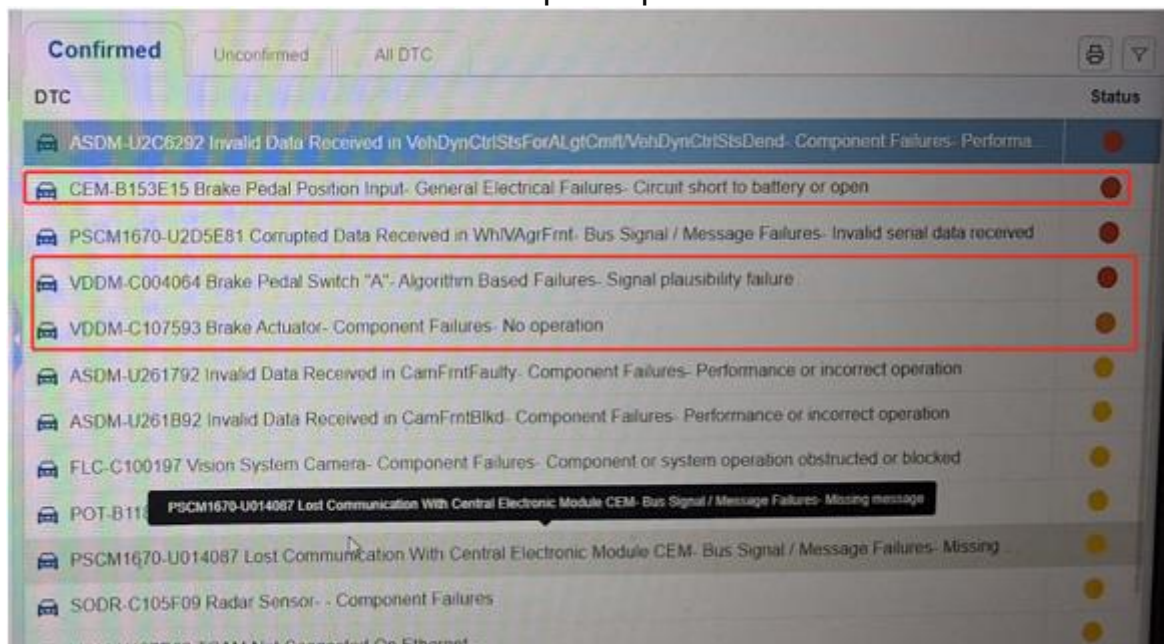 Confirmed
Unconfirmed
All DTC
DTC
Status
ASDM-U2C6292 Invalid Data Received in VehDynCtrlStsForALgtCmft/VehDynCtrlStsDend- Component Failures- Performa...
CEM-B153E15 Brake Pedal Position Input- General Electrical Failures- Circuit short to battery or open
PSCM1670-U2D5E81 Corrupted Data Received in WhlVAgrFrnt- Bus Signal / Message Failures- Invalid serial data received
VDDM-C004064 Brake Pedal Switch "A"- Algorithm Based Failures- Signal plausibility failure
VDDM-C107593 Brake Actuator- Component Failures- No operation
ASDM-U261792 Invalid Data Received in CamFrntFaulty- Component Failures- Performance or incorrect operation
ASDM-U261B92 Invalid Data Received in CamFrntBlkd- Component Failures- Performance or incorrect operation
FLC-C100197 Vision System Camera- Component Failures- Component or system operation obstructed or blocked
PSCM1670-U014087 Lost Communication With Central Electronic Module CEM- Bus Signal / Message Failures- Missing message
POT-B118
PSCM1670-U014087 Lost Communication With Central Electronic Module CEM- Bus Signal / Message Failures- Missing...
SODR-C105F09 Radar Sensor- - Component Failures
Not Connected On Ethernet